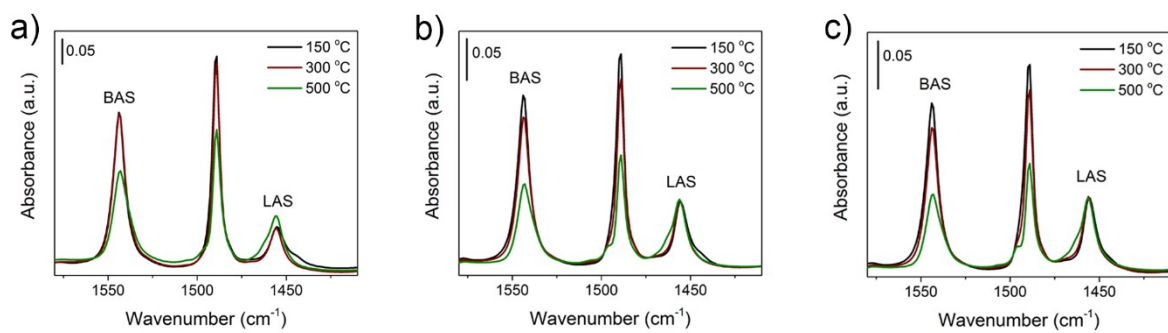 a)
0.05
150 °C
300 °C
500 °C
BAS
LAS
Absorbance (a.u.)
1550
1500
1450
Wavenumber (cm⁻¹)
b)
0.05
150 °C
300 °C
500 °C
BAS
LAS
Absorbance (a.u.)
1550
1500
1450
Wavenumber (cm⁻¹)
c)
0.05
150 °C
300 °C
500 °C
BAS
LAS
Absorbance (a.u.)
1550
1500
1450
Wavenumber (cm⁻¹)